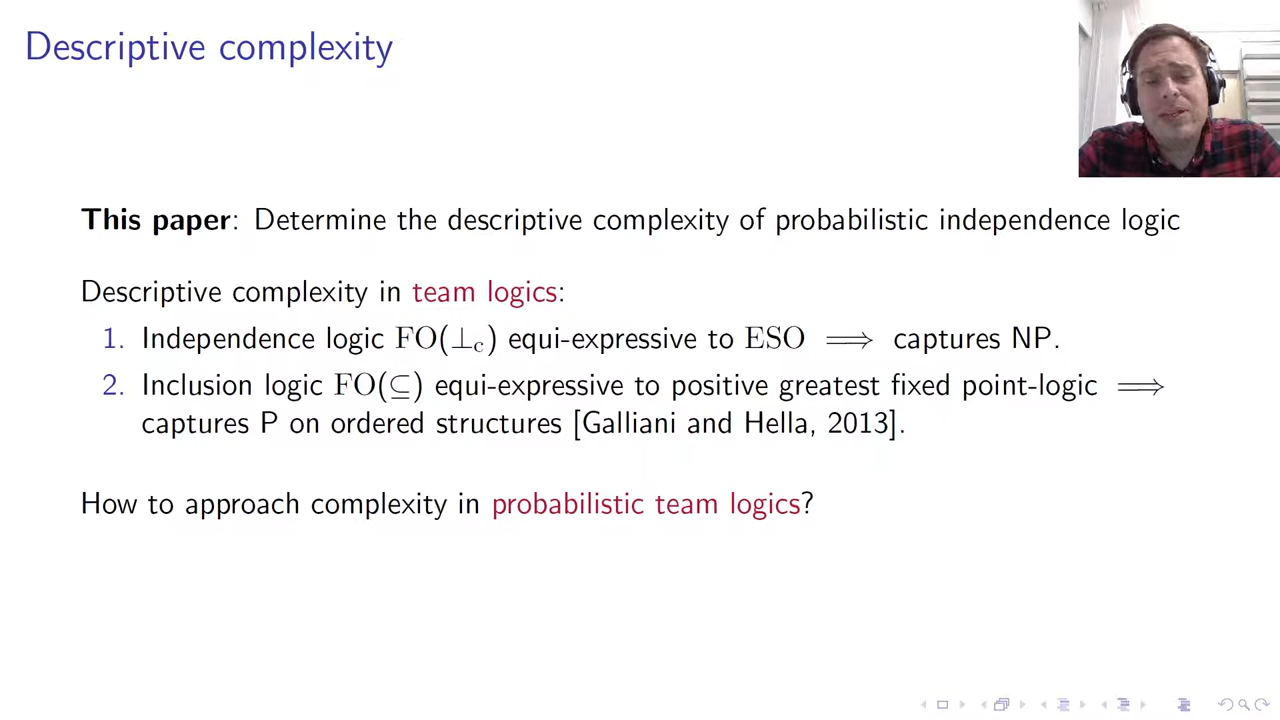 Descriptive complexity
This paper: Determine the descriptive complexity of probabilistic independence logic
Descriptive complexity in team logics:
1. Independence logic FO(⊥c) equi-expressive to ESO ⟹ captures NP.
2. Inclusion logic FO(⊆) equi-expressive to positive greatest fixed point-logic ⟹
captures P on ordered structures [Galliani and Hella, 2013].
How to approach complexity in probabilistic team logics?